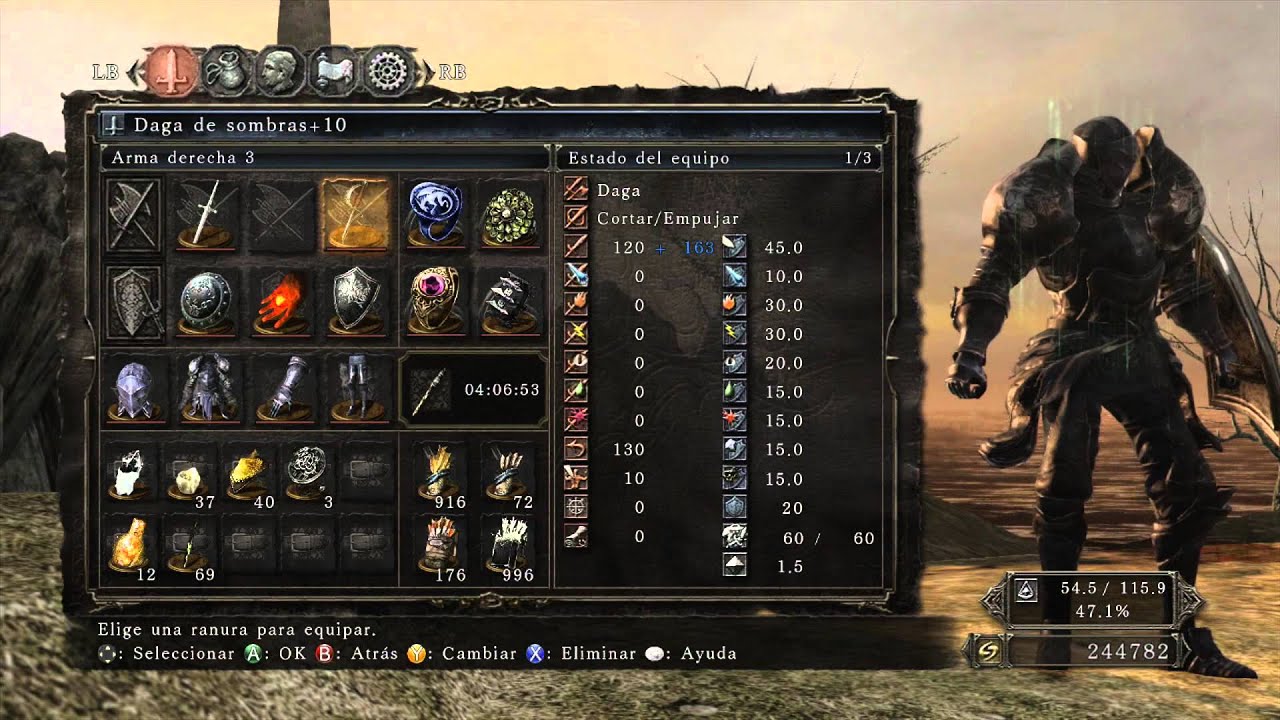 LB RB
Daga de sombras+10
Arma derecha 3
Estado del equipo 1/3
Daga
Cortar/Empujar
120 + 163 45.0
0 10.0
0 30.0
0 30.0
0 20.0
0 15.0
0 15.0
130 15.0
10 15.0
0 20
0 60 / 60
1.5
04:06:53
37 40 3 916 72
12 69 176 996
54.5 / 115.9
47.1%
244782
Elige una ranura para equipar.
: Seleccionar A: OK B: Atrás Y: Cambiar X: Eliminar : Ayuda